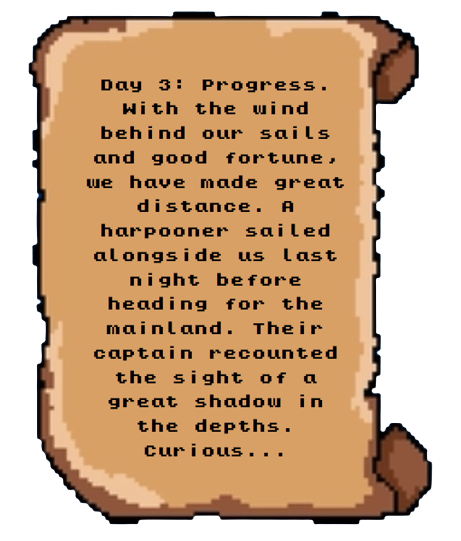 Day 3: Progress.
With the wind
behind our sails
and good fortune,
we have made great
distance. A
harpooner sailed
alongside us last
night before
heading for the
mainland. Their
captain recounted
the sight of a
great shadow in
the depths.
Curious...